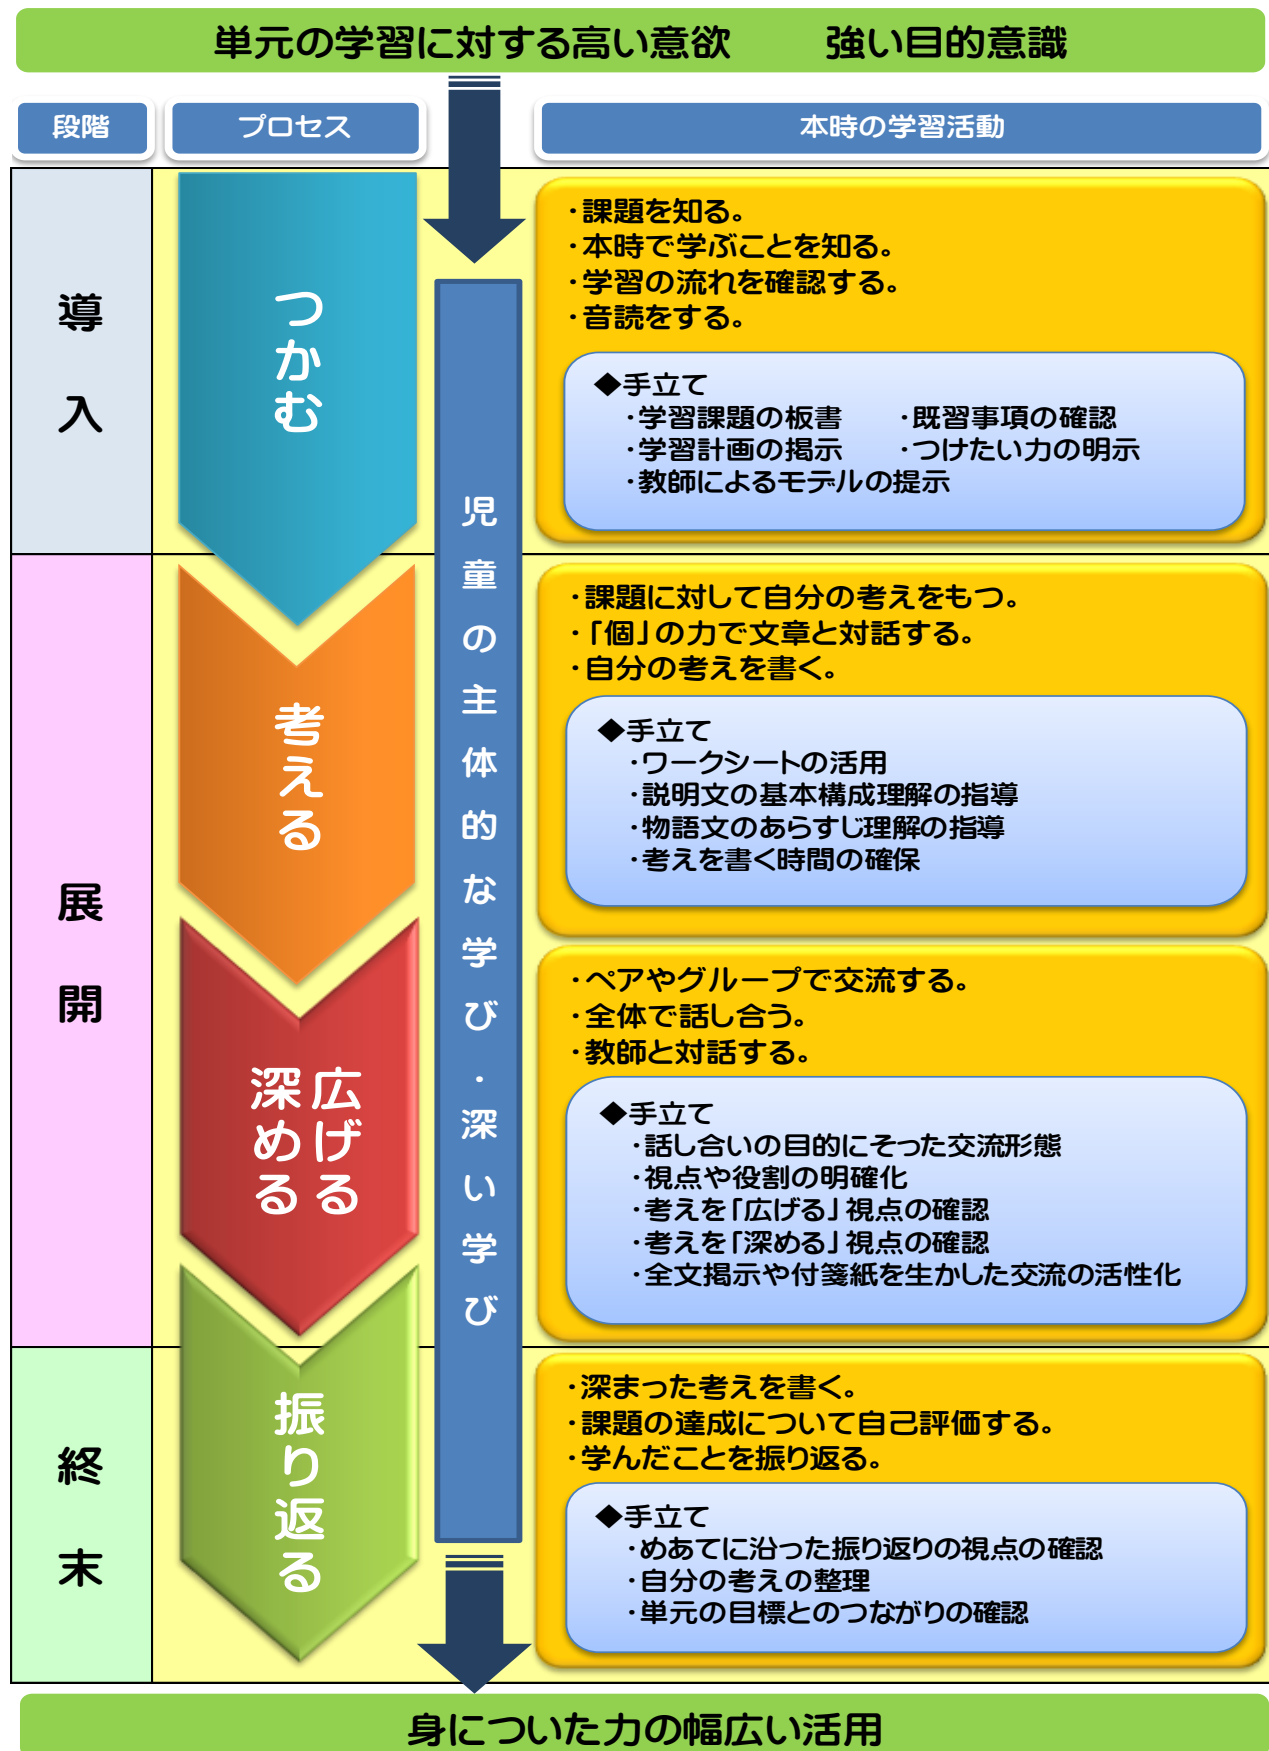 単元の学習に対する高い意欲　　強い目的意識
段階
プロセス
本時の学習活動
導入
つかむ
・課題を知る。
・本時で学ぶことを知る。
・学習の流れを確認する。
・音読をする。
◆手立て
・学習課題の板書　　・既習事項の確認
・学習計画の掲示　　・つけたい力の明示
・教師によるモデルの提示
児童の主体的な学び・深い学び
展開
考える
・課題に対して自分の考えをもつ。
・「個」の力で文章と対話する。
・自分の考えを書く。
◆手立て
・ワークシートの活用
・説明文の基本構成理解の指導
・物語文のあらすじ理解の指導
・考えを書く時間の確保
広げる
深める
・ペアやグループで交流する。
・全体で話し合う。
・教師と対話する。
◆手立て
・話し合いの目的にそった交流形態
・視点や役割の明確化
・考えを「広げる」視点の確認
・考えを「深める」視点の確認
・全文掲示や付箋紙を生かした交流の活性化
終末
振り返る
・深まった考えを書く。
・課題の達成について自己評価する。
・学んだことを振り返る。
◆手立て
・めあてに沿った振り返りの視点の確認
・自分の考えの整理
・単元の目標とのつながりの確認
身についた力の幅広い活用